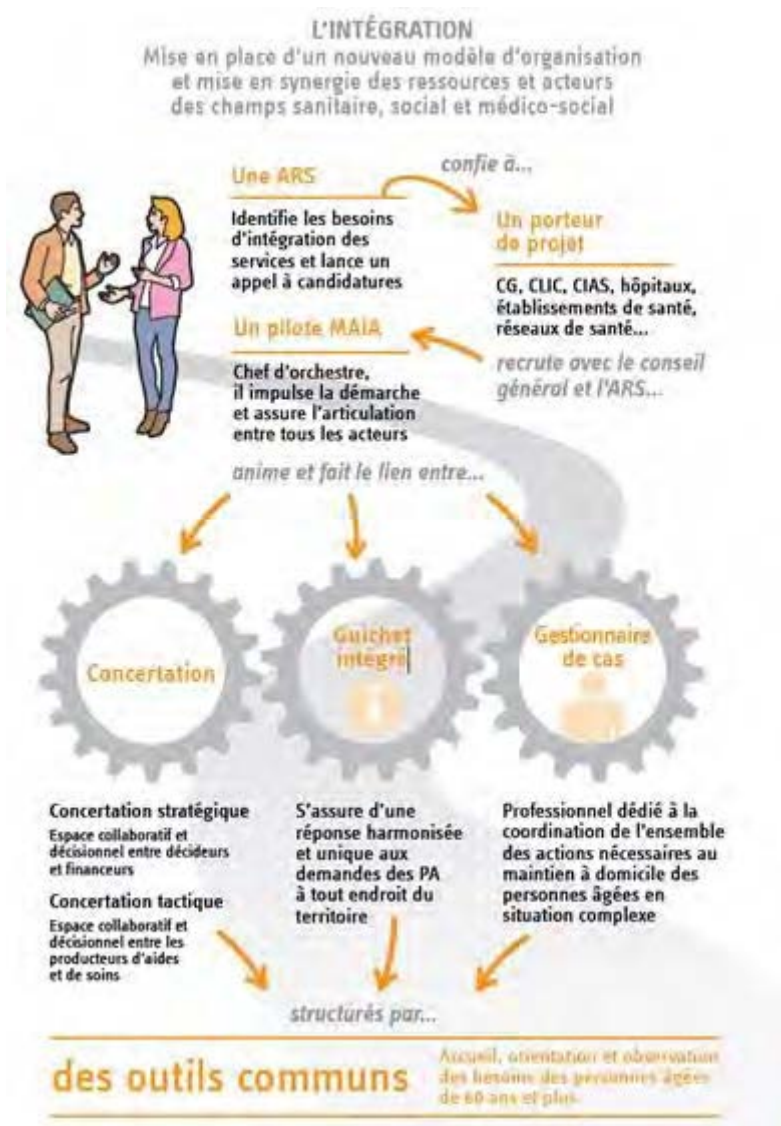 L'INTÉGRATION
Mise en place d'un nouveau modèle d'organisation
et mise en synergie des ressources et acteurs
des champs sanitaire, social et médico-social
confie à...
Une ARS
Identifie les besoins
d'intégration des
services et lance un
appel à candidatures
Un porteur
de projet
CG, CLIC, CIAS, hôpitaux,
établissements de santé,
réseaux de santé...
recrute avec le conseil
général et l'ARS...
Un pilote MAIA
Chef d'orchestre,
il impulse la démarche
et assure l'articulation
entre tous les acteurs
anime et fait le lien entre...
Concertation
Guichet
intégré
Gestionnaire
de cas
Concertation stratégique
Espace collaboratif et
décisionnel entre décideurs
et financeurs
Concertation tactique
Espace collaboratif et
décisionnel entre les
producteurs d'aides
et de soins
S'assure d'une
réponse harmonisée
et unique aux
demandes des PA
à tout endroit du
territoire
Professionnel dédié à la
coordination de l'ensemble
des actions nécessaires au
maintien à domicile des
personnes âgées en
situation complexe
structurés par...
des outils communs
Accueil, orientation et observation
des besoins des personnes âgées
de 60 ans et plus